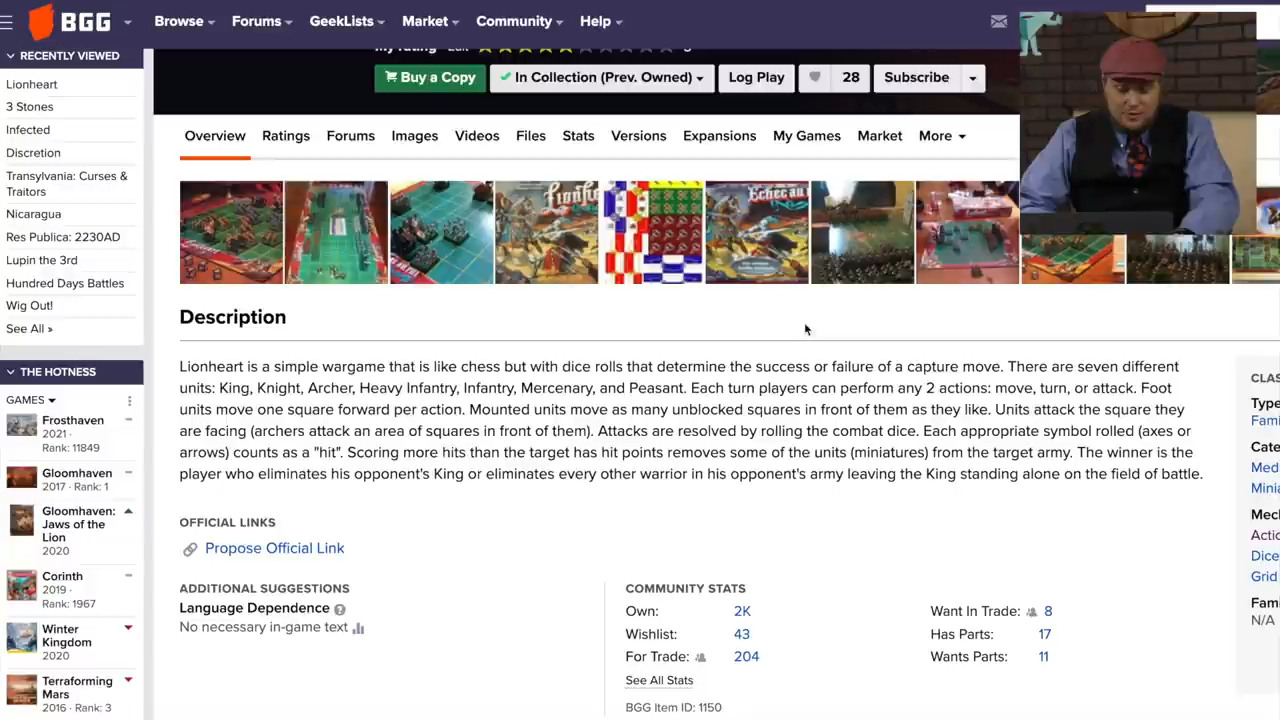 BGG
Browse
Forums
GeekLists
Market
Community
Help
RECENTLY VIEWED
Lionheart
3 Stones
Infected
Discretion
Transylvania: Curses &
Traitors
Nicaragua
Res Publica: 2230AD
Lupin the 3rd
Hundred Days Battles
Wig Out!
See All »
THE HOTNESS
GAMES
Frosthaven
2021 ·
Rank: 11849
Gloomhaven
2017 · Rank: 1
Gloomhaven:
Jaws of the
Lion
2020
Corinth
2019 ·
Rank: 1967
Winter
Kingdom
2020
Terraforming
Mars
2016 · Rank: 3
My rating
Buy a Copy
In Collection (Prev. Owned)
Log Play
28
Subscribe
Overview
Ratings
Forums
Images
Videos
Files
Stats
Versions
Expansions
My Games
Market
More
Description
Lionheart is a simple wargame that is like chess but with dice rolls that determine the success or failure of a capture move. There are seven different
units: King, Knight, Archer, Heavy Infantry, Infantry, Mercenary, and Peasant. Each turn players can perform any 2 actions: move, turn, or attack. Foot
units move one square forward per action. Mounted units move as many unblocked squares in front of them as they like. Units attack the square they
are facing (archers attack an area of squares in front of them). Attacks are resolved by rolling the combat dice. Each appropriate symbol rolled (axes or
arrows) counts as a "hit". Scoring more hits than the target has hit points removes some of the units (miniatures) from the target army. The winner is the
player who eliminates his opponent's King or eliminates every other warrior in his opponent's army leaving the King standing alone on the field of battle.
OFFICIAL LINKS
Propose Official Link
ADDITIONAL SUGGESTIONS
Language Dependence
No necessary in-game text
COMMUNITY STATS
Own: 2K
Wishlist: 43
For Trade: 204
See All Stats
Want In Trade: 8
Has Parts: 17
Wants Parts: 11
BGG Item ID: 1150
CLAS
Type
Fami
Cate
Med
Minia
Mech
Actio
Dice
Grid
Fami
N/A